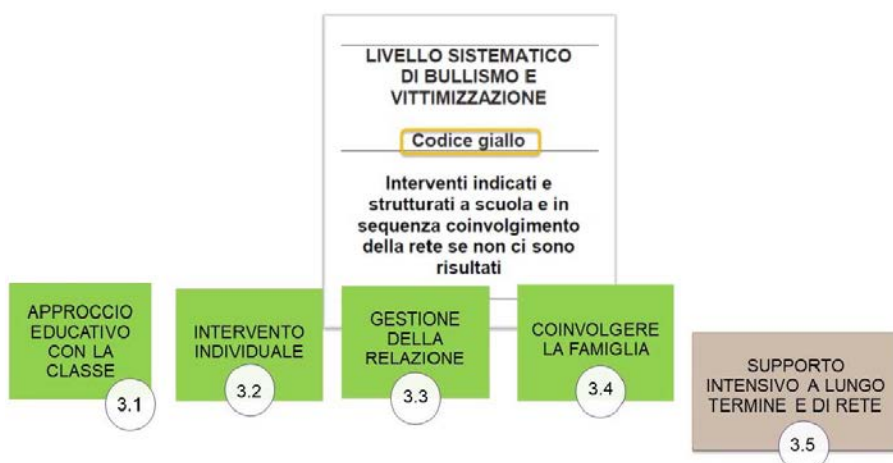 LIVELLO SISTEMATICO
DI BULLISMO E
VITTIMIZZAZIONE
Codice giallo
Interventi indicati e
strutturati a scuola e in
sequenza coinvolgimento
della rete se non ci sono
risultati
APPROCCIO
EDUCATIVO
CON LA
CLASSE
3.1
INTERVENTO
INDIVIDUALE
3.2
GESTIONE
DELLA
RELAZIONE
3.3
COINVOLGERE
LA FAMIGLIA
3.4
SUPPORTO
INTENSIVO A LUNGO
TERMINE E DI RETE
3.5